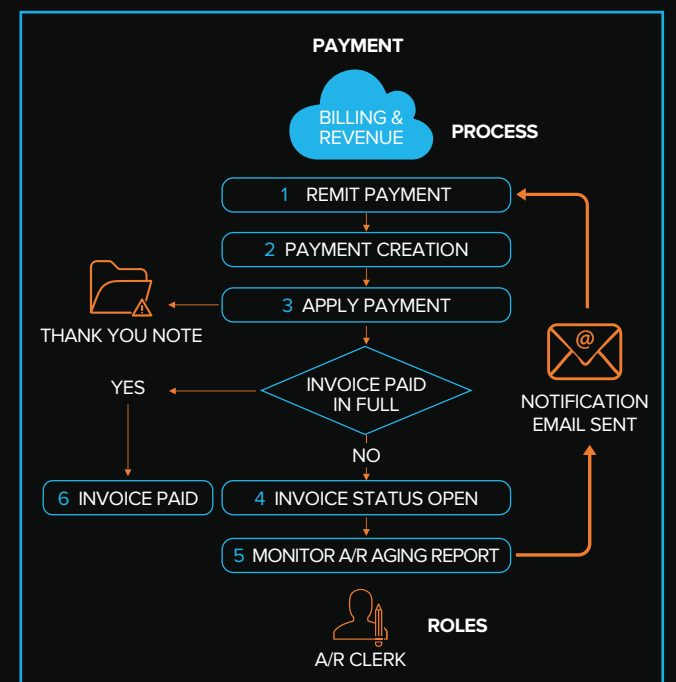 PAYMENT
BILLING &
REVENUE
PROCESS
1 REMIT PAYMENT
2 PAYMENT CREATION
3 APPLY PAYMENT
THANK YOU NOTE
@
NOTIFICATION
EMAIL SENT
YES
INVOICE PAID
IN FULL
NO
6 INVOICE PAID
4 INVOICE STATUS OPEN
5 MONITOR A/R AGING REPORT
ROLES
A/R CLERK